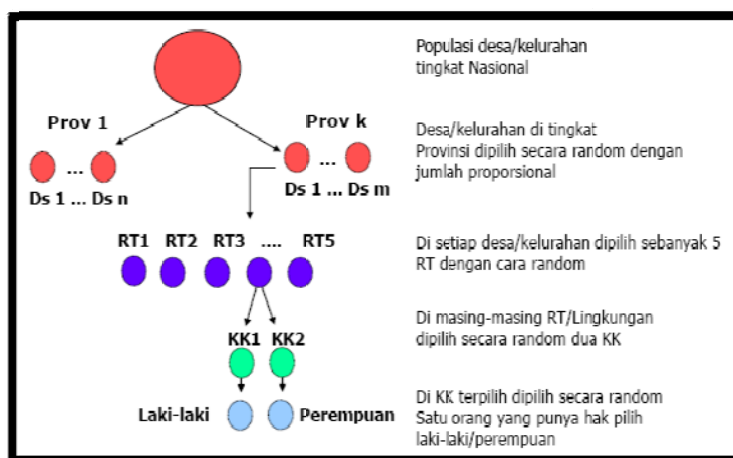 Populasi desa/kelurahan
tingkat Nasional
Prov 1
Prov k
... ...
Ds 1 ... Ds n
Ds 1 ... Ds m
Desa/kelurahan di tingkat
Provinsi dipilih secara random dengan
jumlah proporsional
RT1 RT2 RT3 .... RT5
Di setiap desa/kelurahan dipilih sebanyak 5
RT dengan cara random
KK1 KK2
Di masing-masing RT/Lingkungan
dipilih secara random dua KK
Laki-laki
Perempuan
Di KK terpilih dipilih secara random
Satu orang yang punya hak pilih
laki-laki/perempuan